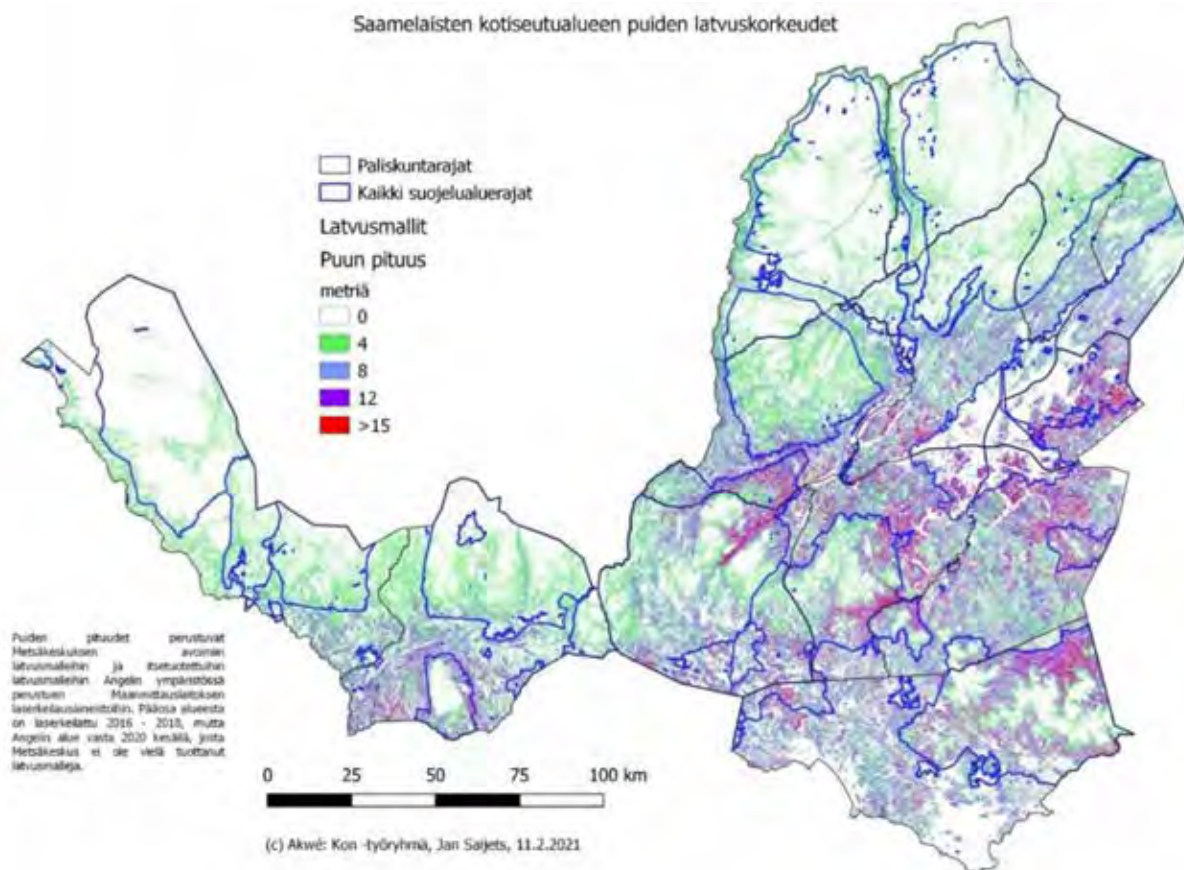 Saamelaisten kotiseutualueen puiden latvuskorkeudet
Paliskuntarajat
Kaikki suojelualuerajat
Latvusmallit
Puun pituus
metriä
0
4
8
12
>15
Puiden pituudet perustuvat
Metsäkeskuksen avoimiin
latvusmalleihin ja itsetuotettuihin
latvusmalleihin Angelin ympäristössä
perustuen Maanmittauslaitoksen
laserkeilausaineistoihin. Pääosa alueesta
on laserkeilattu 2016 - 2018, mutta
Angelin alue vasta 2020 kesällä, josta
Metsäkeskus ei ole vielä tuottanut
latvusmalleja.
0 25 50 75 100 km
(c) Akwé: Kon -työryhmä, Jan Saijets, 11.2.2021